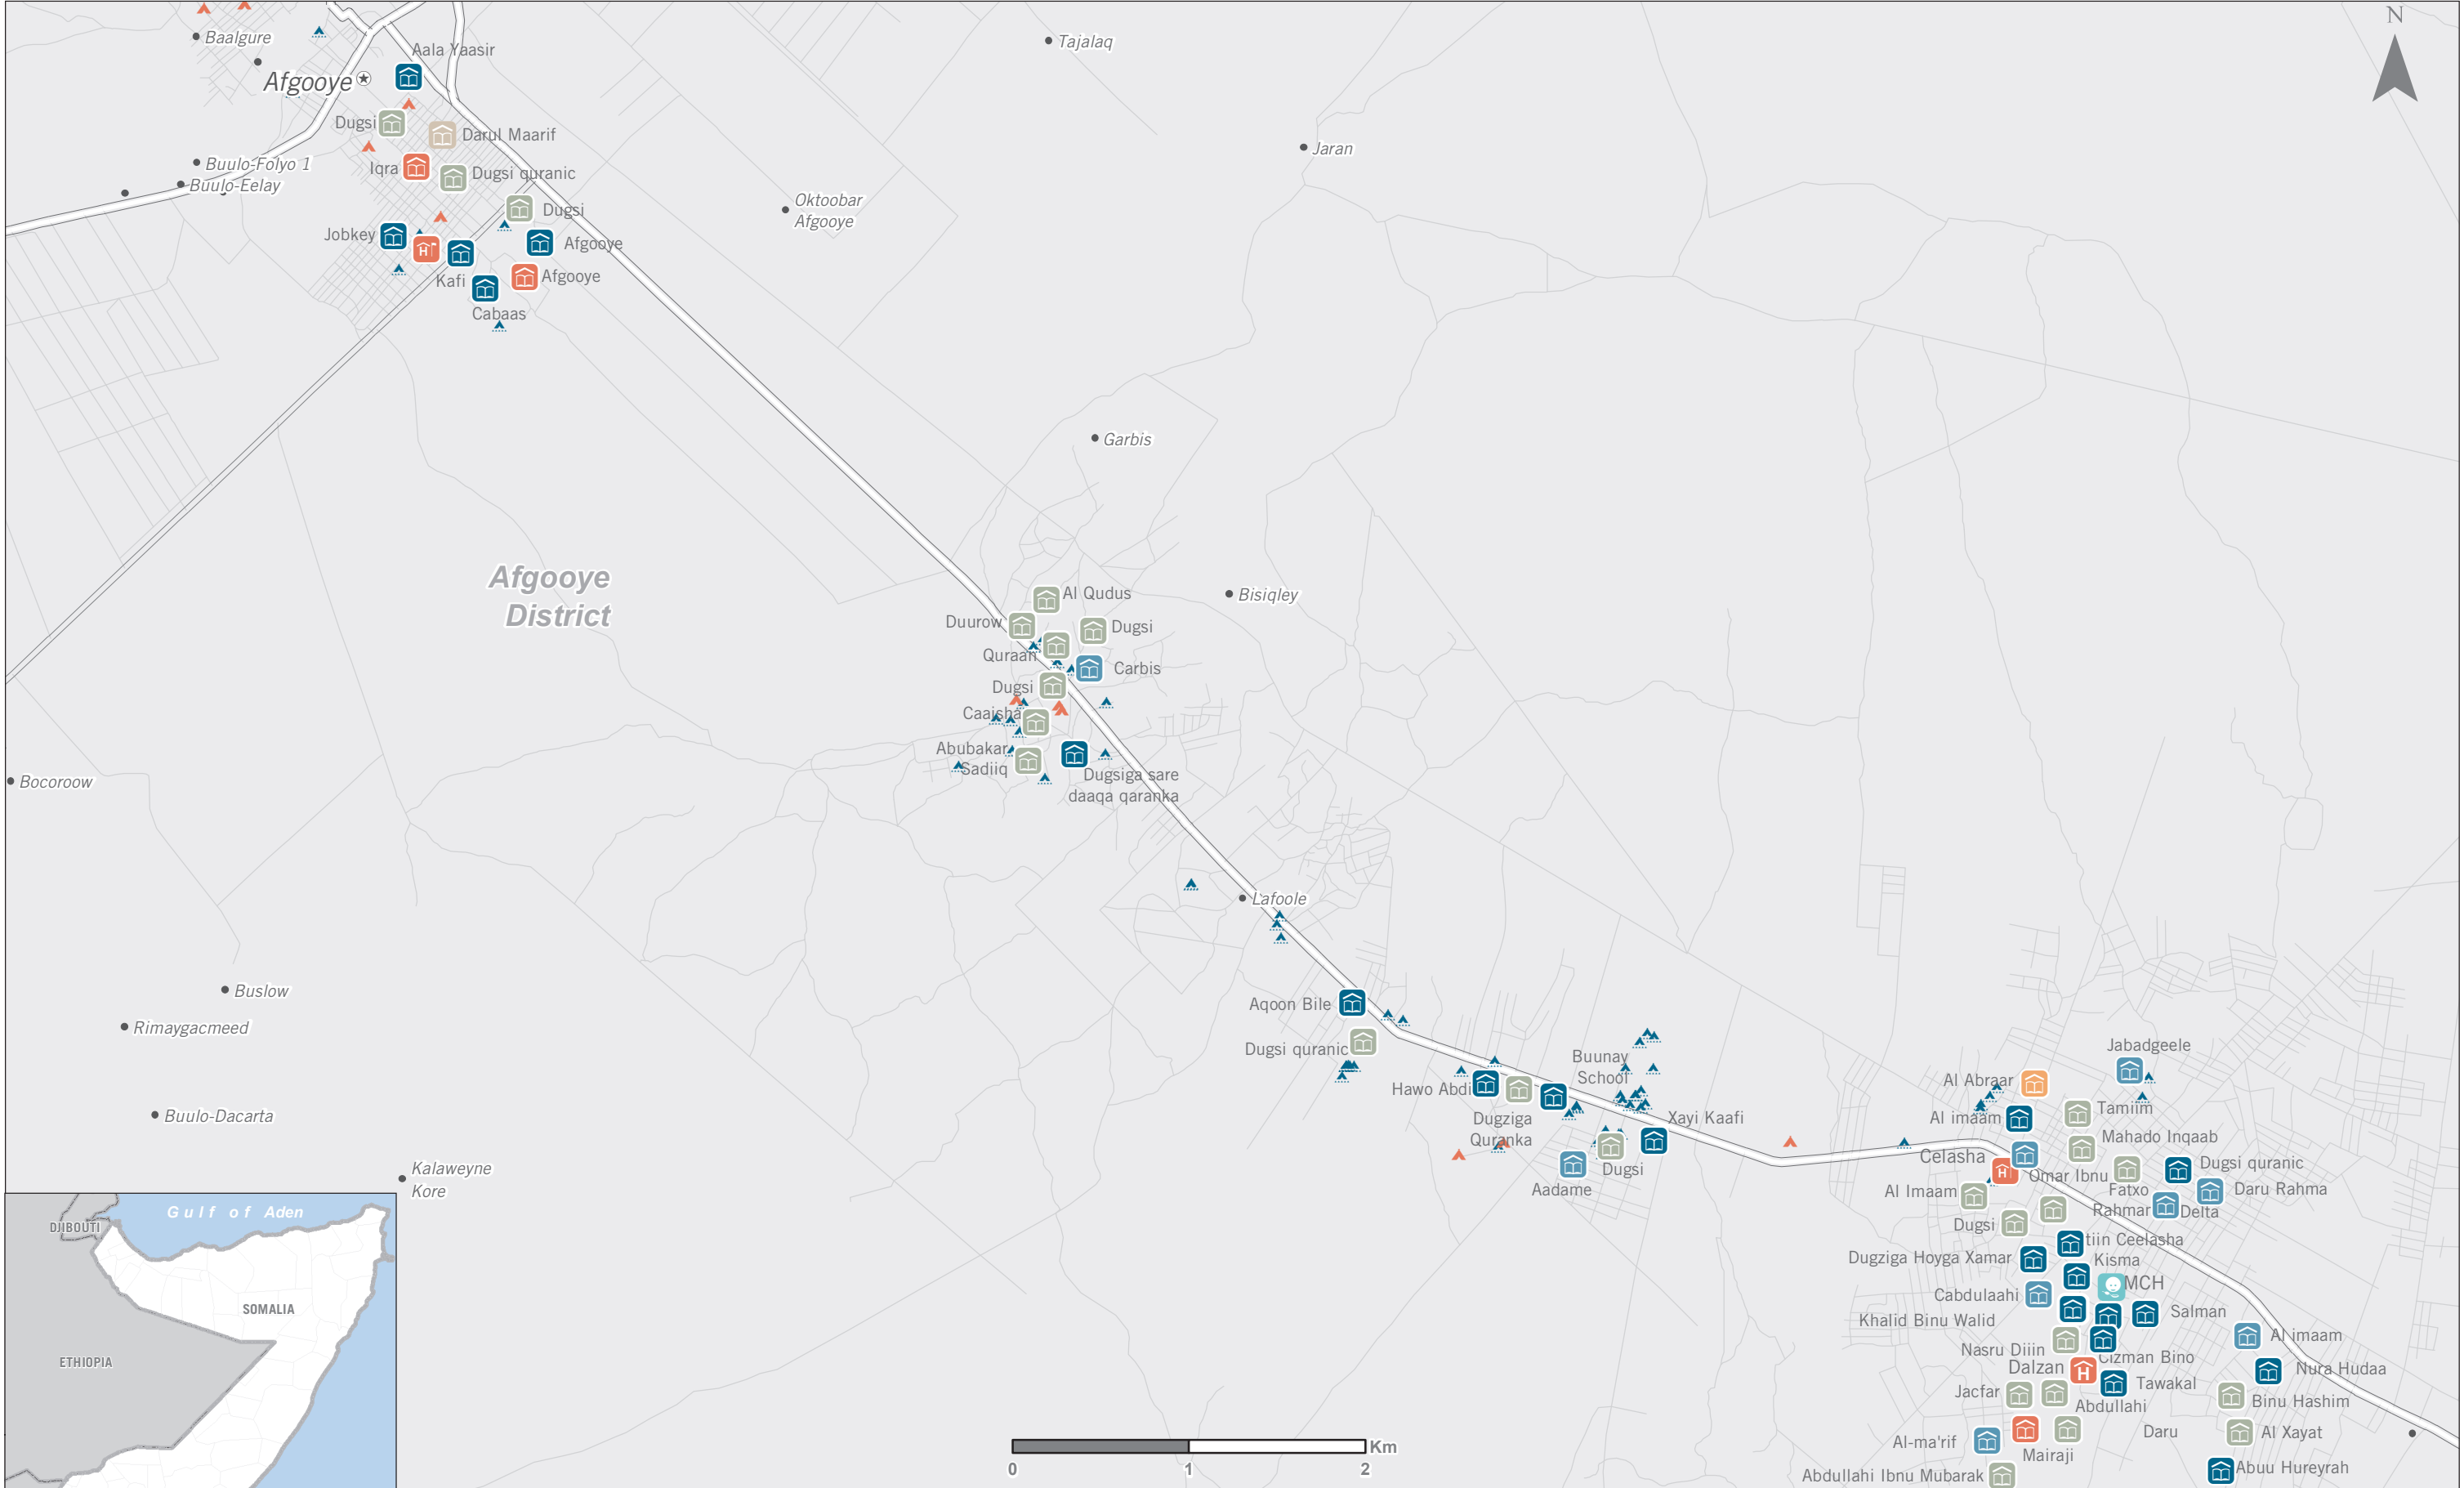 N
Baalgure
Aala Yaasir
Tajalaq
Afgooye
Dugsi
Darul Maarif
Jaran
Buulo-Folyo 1
Iqra
Dugsi quranic
Buulo-Eelay
Oktoobar
Afgooye
Dugsi
Jobkey
H
Afgooye
Kafi
Afgooye
Cabaas
Garbis
Afgooye
District
Al Qudus
Bisiqley
Duurow
Dugsi
Quraan
Carbis
Dugsi
Caaisha
Abubakar
Sadiiq
Dugsiga sare
daaqa qaranka
Bocoroow
Lafoole
Buslow
Aqoon Bile
Rimaygacmeed
Dugsi quranic
Buunay
School
Jabadgeele
Hawo Abdi
Al Abraar
Buulo-Dacarta
Dugziga
Quranka
Xayi Kaafi
Al imaam
Tamiim
Mahado Inqaab
Celasha
Kalaweyne
Kore
Dugsi
Aadame
H
Omar Ibnu
Dugsi quranic
Al Imaam
Fatxo
Rahmar
Daru Rahma
Delta
Dugsi
tiin Ceelasha
Dugziga Hoyga Xamar
Kisma
MCH
Cabdulaahi
Khalid Binu Walid
Salman
Al imaam
Nasru Diiin
Cizman Bino
Dalzan
H
Nura Hudaa
Tawakal
Jacfar
Abdullahi
Binu Hashim
Al-ma'rif
Mairaji
Daru
Al Xayat
Abdullahi Ibnu Mubarak
Abuu Hureyrah
Gulf of Aden
DJIBOUTI
SOMALIA
ETHIOPIA
Km
0 1 2